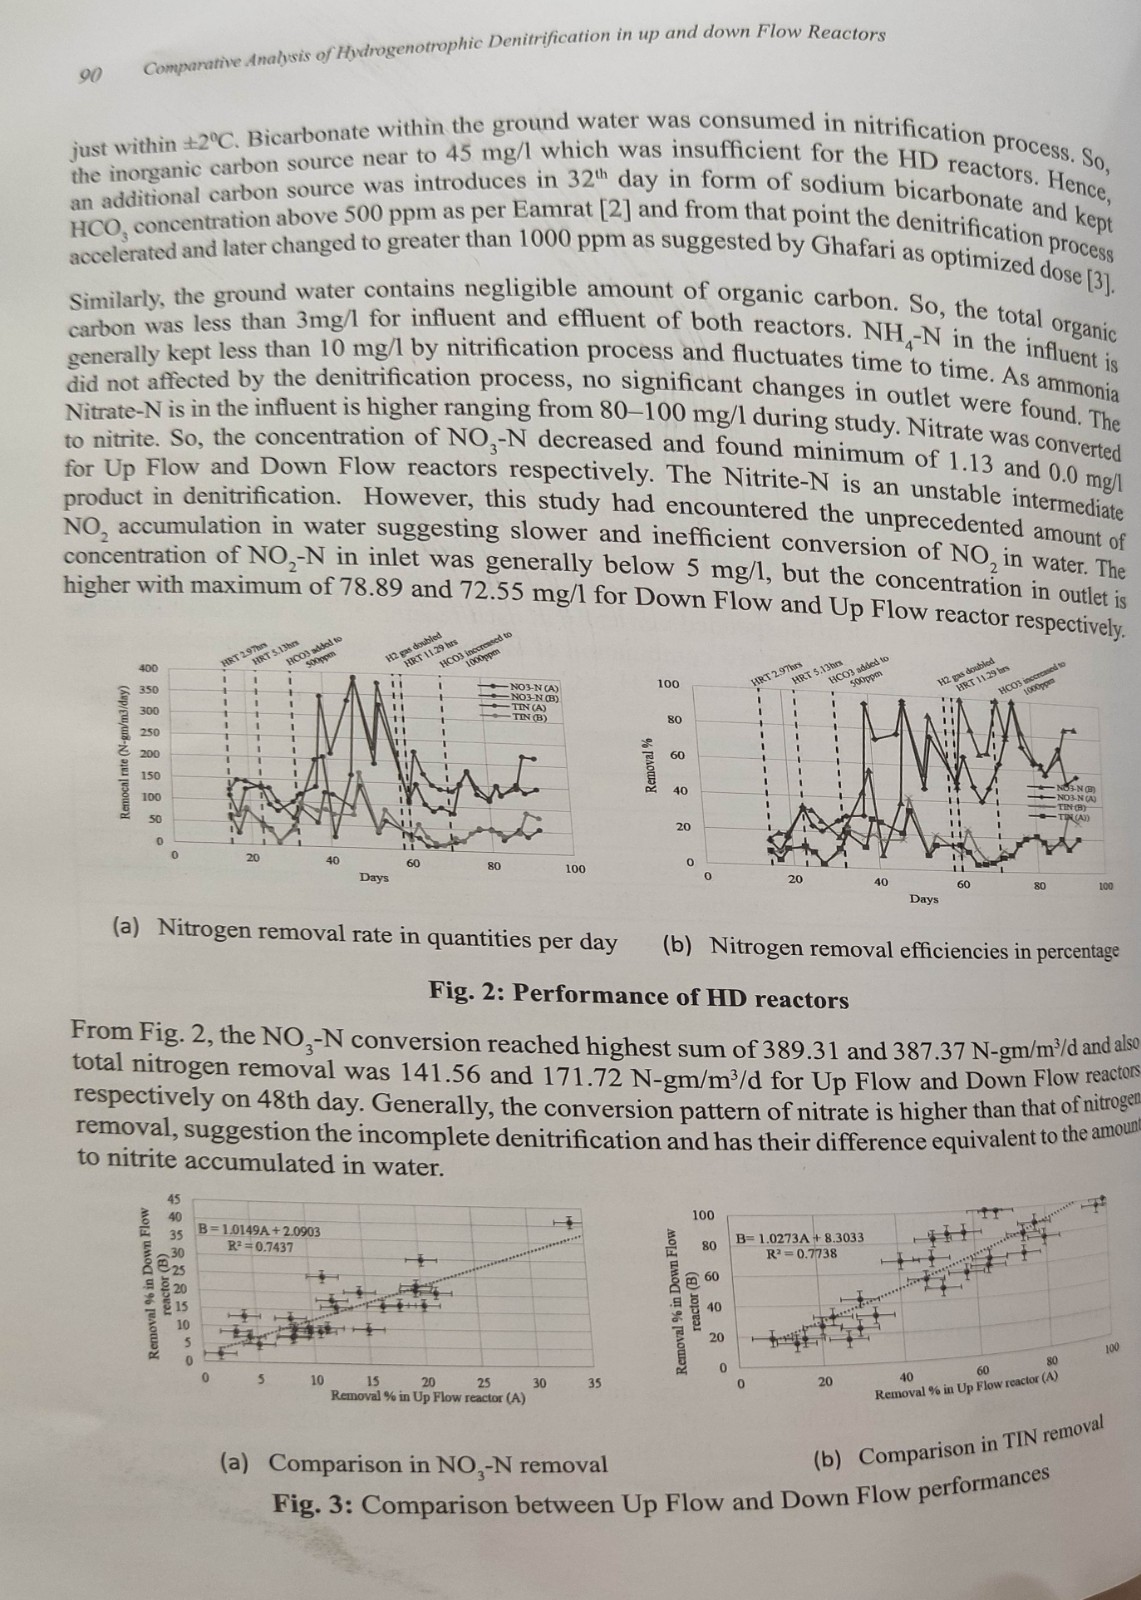 90
Comparative Analysis of Hydrogenotrophic Denitrification in up and down Flow Reactors
just within ±2⁰C. Bicarbonate within the ground water was consumed in nitrification process. So,
the inorganic carbon source near to 45 mg/l which was insufficient for the HD reactors. Hence,
an additional carbon source was introduces in 32th day in form of sodium bicarbonate and kept
HCO₃ concentration above 500 ppm as per Eamrat [2] and from that point the denitrification process
accelerated and later changed to greater than 1000 ppm as suggested by Ghafari as optimized dose [3].
Similarly, the ground water contains negligible amount of organic carbon. So, the total organic
carbon was less than 3mg/l for influent and effluent of both reactors. NH₄-N in the influent is
generally kept less than 10 mg/l by nitrification process and fluctuates time to time. As ammonia
did not affected by the denitrification process, no significant changes in outlet were found. The
Nitrate-N is in the influent is higher ranging from 80–100 mg/l during study. Nitrate was converted
to nitrite. So, the concentration of NO₃-N decreased and found minimum of 1.13 and 0.0 mg/l
for Up Flow and Down Flow reactors respectively. The Nitrite-N is an unstable intermediate
product in denitrification. However, this study had encountered the unprecedented amount of
NO₂ accumulation in water suggesting slower and inefficient conversion of NO₂ in water. The
concentration of NO₂-N in inlet was generally below 5 mg/l, but the concentration in outlet is
higher with maximum of 78.89 and 72.55 mg/l for Down Flow and Up Flow reactor respectively.
HRT 2.97hrs
HRT 5.13hrs
HCO3 added to
500ppm
H2 gas doubled
HRT 11.29 hrs
HCO3 increased to
1000ppm
Remocal rate (N-gm/m3/day)
400
350
300
250
200
150
100
50
0
NO3-N (A)
NO3-N (B)
TIN (A)
TIN (B)
0 20 40 60 80 100
Days
HRT 2.97hrs
HRT 5.13hrs
HCO3 added to
500ppm
H2 gas doubled
HRT 11.29 hrs
HCO3 increased to
1000ppm
Removal %
100
80
60
40
20
0
NO3-N (B)
NO3-N (A)
TIN (B)
0 20 40 60 80 100
Days
(a) Nitrogen removal rate in quantities per day
(b) Nitrogen removal efficiencies in percentage
Fig. 2: Performance of HD reactors
From Fig. 2, the NO₃-N conversion reached highest sum of 389.31 and 387.37 N-gm/m³/d and also
total nitrogen removal was 141.56 and 171.72 N-gm/m³/d for Up Flow and Down Flow reactors
respectively on 48th day. Generally, the conversion pattern of nitrate is higher than that of nitrogen
removal, suggestion the incomplete denitrification and has their difference equivalent to the amount
to nitrite accumulated in water.
Removal % in Down Flow
reactor (B)
45
40
35
30
25
20
15
10
5
0
B = 1.0149A + 2.0903
R² = 0.7437
0 5 10 15 20 25 30 35
Removal % in Up Flow reactor (A)
Removal % in Down Flow
reactor (B)
100
80
60
40
20
0
B= 1.0273A + 8.3033
R² = 0.7738
0 20 40 60 80 100
Removal % in Up Flow reactor (A)
(a) Comparison in NO₃-N removal
(b) Comparison in TIN removal
Fig. 3: Comparison between Up Flow and Down Flow performances